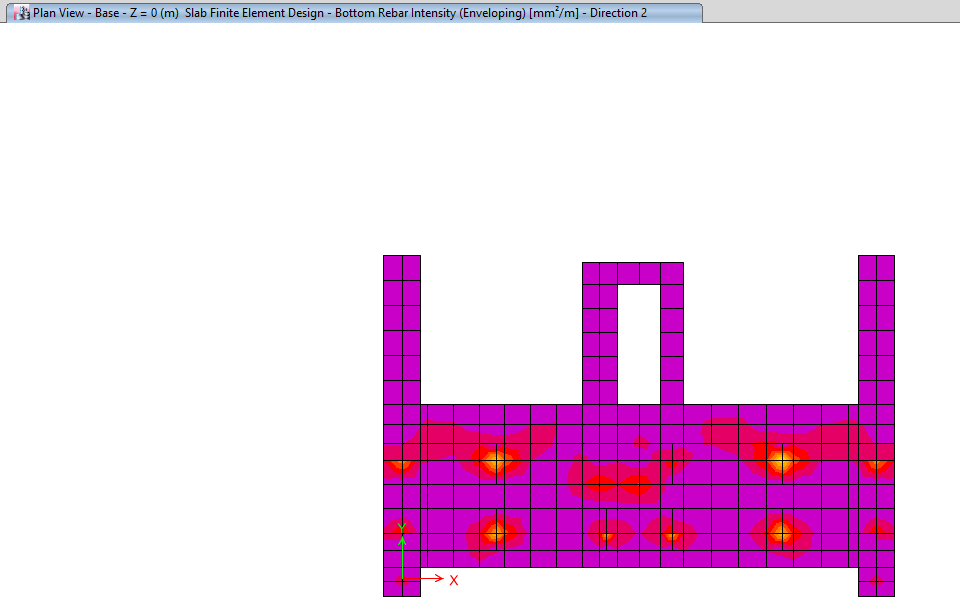 Plan View - Base - Z = 0 (m)  Slab Finite Element Design - Bottom Rebar Intensity (Enveloping) [mm²/m] - Direction 2
Y
X